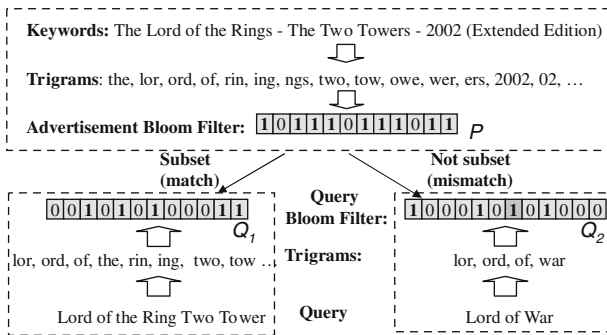 Keywords: The Lord of the Rings - The Two Towers - 2002 (Extended Edition)
Trigrams: the, lor, ord, of, rin, ing, ngs, two, tow, owe, wer, ers, 2002, 02, …
Advertisement Bloom Filter: 1 0 1 1 1 0 1 1 1 0 1 1 P
Subset
(match)
Not subset
(mismatch)
0 0 1 0 1 0 1 0 0 0 1 1
Q1
Query
Bloom Filter:
1 0 0 0 1 0 1 0 1 0 0 0
Q2
lor, ord, of, the, rin, ing, two, tow …
Trigrams:
lor, ord, of, war
Lord of the Ring Two Tower
Query
Lord of War